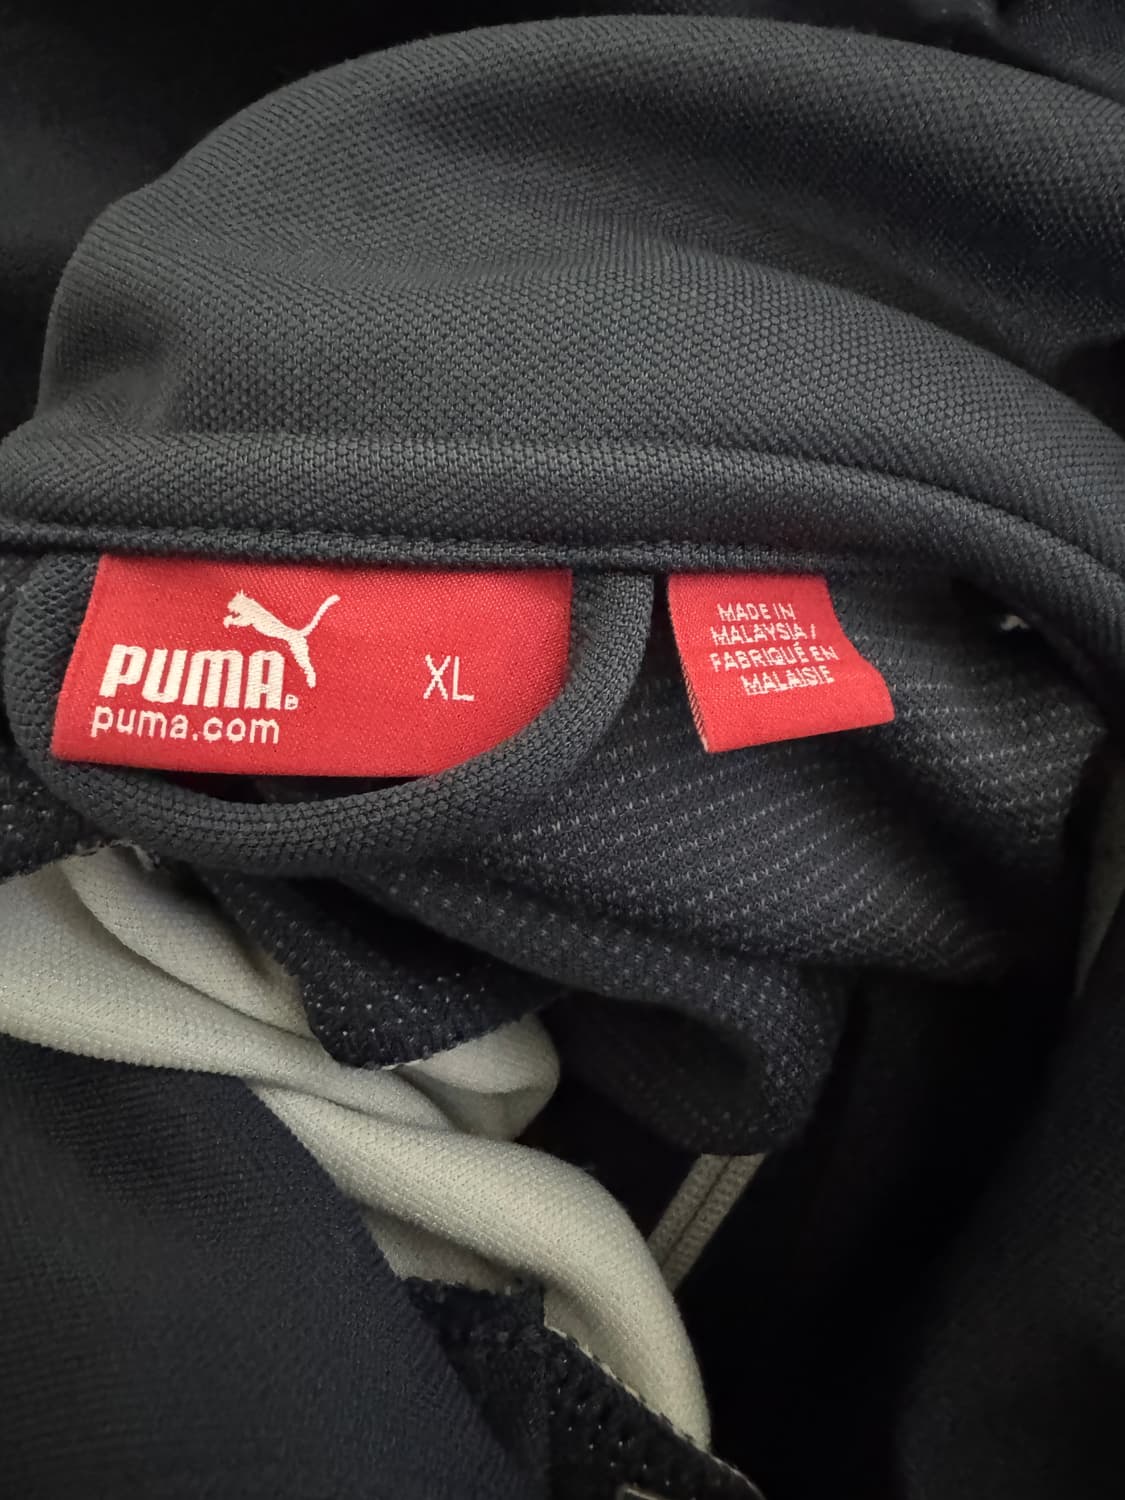 PUMA®
puma.com
XL
MADE IN
MALAYSIA /
FABRIQUÉ EN
MALAISIE